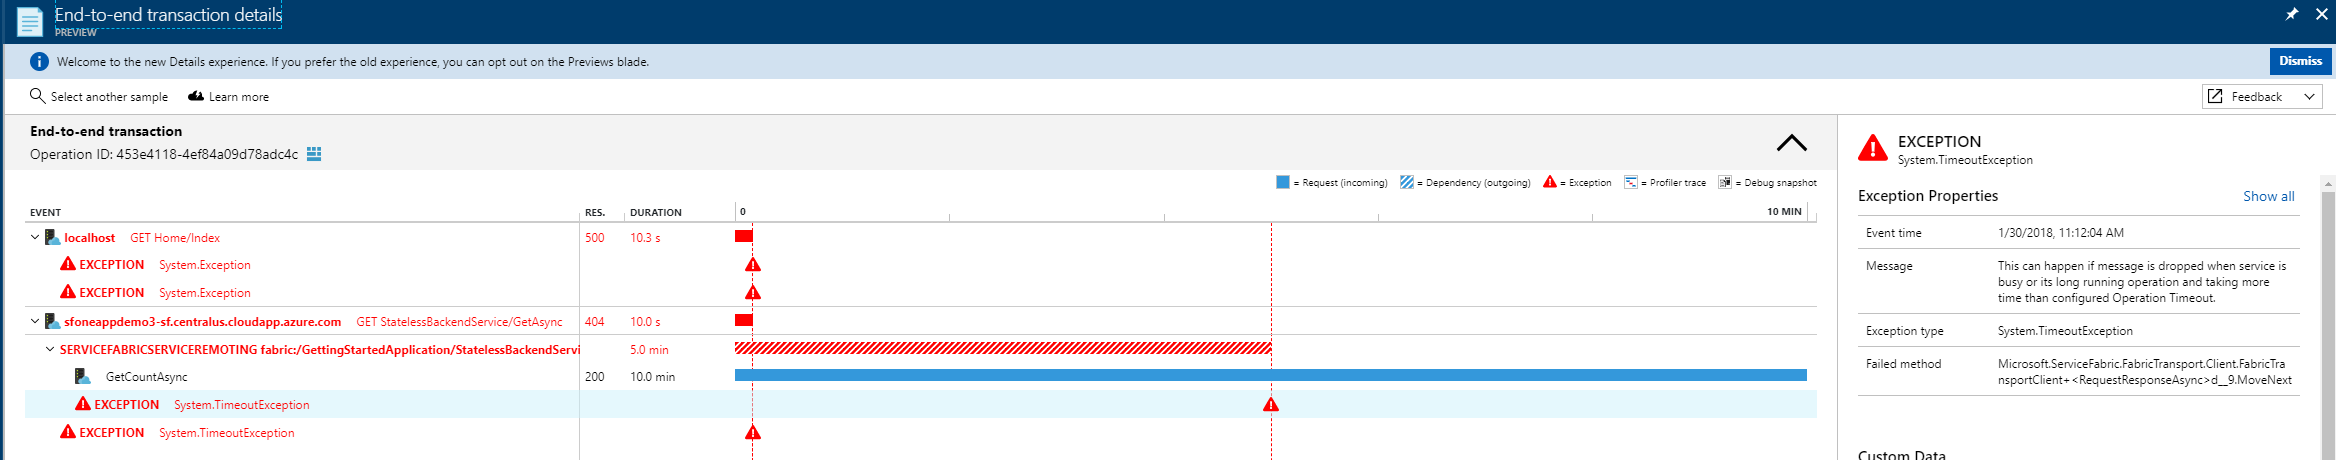 End-to-end transaction details
PREVIEW
Welcome to the new Details experience. If you prefer the old experience, you can opt out on the Previews blade.
Dismiss
Select another sample
Learn more
Feedback
End-to-end transaction
Operation ID: 453e4118-4ef84a09d78adc4c
= Request (incoming)
= Dependency (outgoing)
= Exception
= Profiler trace
= Debug snapshot
EVENT RES. DURATION 0 10 MIN
localhost GET Home/Index 500 10.3 s
EXCEPTION System.Exception
EXCEPTION System.Exception
sfoneappdemo3-sf.centralus.cloudapp.azure.com GET StatelessBackendService/GetAsync 404 10.0 s
SERVICEFABRICSERVICEREMOTING fabric:/GettingStartedApplication/StatelessBackendServi 5.0 min
GetCountAsync 200 10.0 min
EXCEPTION System.TimeoutException
EXCEPTION System.TimeoutException
EXCEPTION
System.TimeoutException
Exception Properties
Show all
Event time 1/30/2018, 11:12:04 AM
Message This can happen if message is dropped when service is
busy or its long running operation and taking more
time than configured Operation Timeout.
Exception type System.TimeoutException
Failed method Microsoft.ServiceFabric.FabricTransport.Client.FabricTra
nsportClient+<RequestResponseAsync>d__9.MoveNext
Custom Data